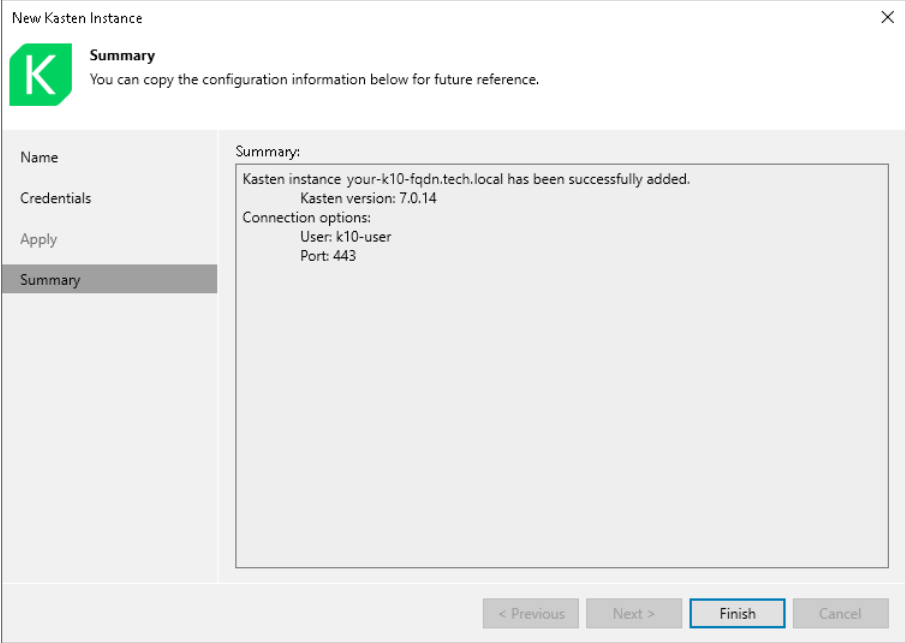 New Kasten Instance
K
Summary
You can copy the configuration information below for future reference.
Name
Credentials
Apply
Summary
Summary:
Kasten instance your-k10-fqdn.tech.local has been successfully added.
Kasten version: 7.0.14
Connection options:
User: k10-user
Port: 443
< Previous
Next >
Finish
Cancel